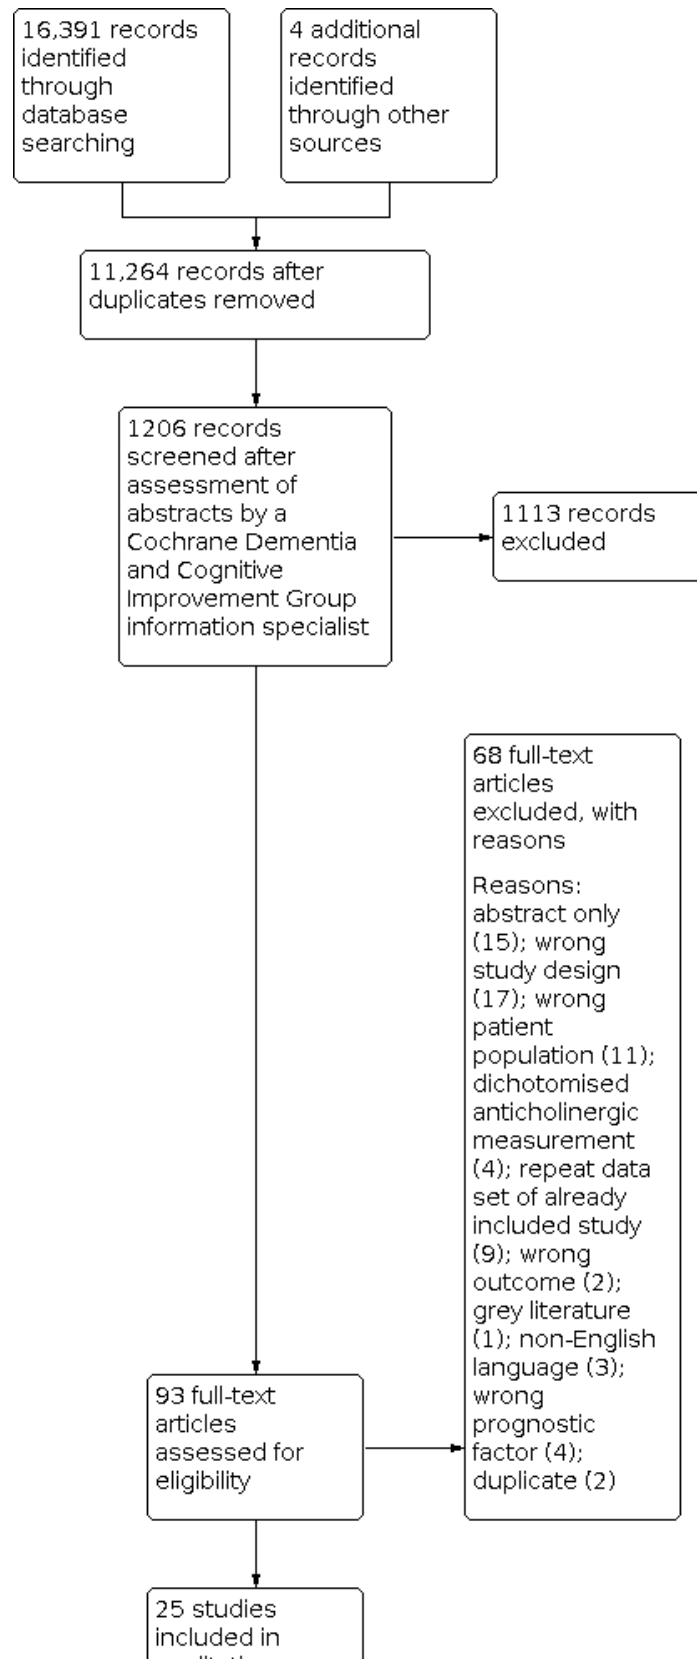 16,391 records
identified
through
database
searching
4 additional
records
identified
through other
sources
11,264 records after
duplicates removed
1206 records
screened after
assessment of
abstracts by a
Cochrane Dementia
and Cognitive
Improvement Group
information specialist
1113 records
excluded
68 full-text
articles
excluded, with
reasons
Reasons:
abstract only
(15); wrong
study design
(17); wrong
patient
population (11);
dichotomised
anticholinergic
measurement
(4); repeat data
set of already
included study
(9); wrong
outcome (2);
grey literature
(1); non-English
language (3);
wrong
prognostic
factor (4);
duplicate (2)
93 full-text
articles
assessed for
eligibility
25 studies
included in